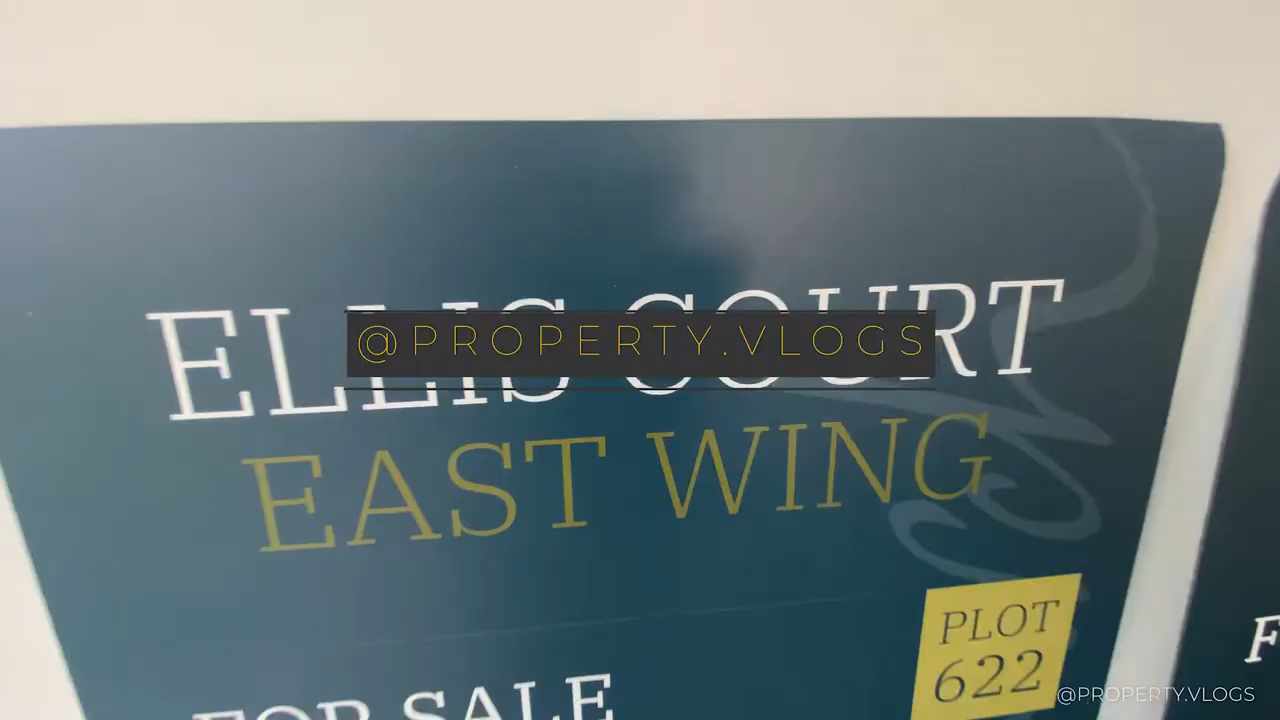 ELLIS COURT
@PROPERTY.VLOGS
EAST WING
PLOT
622
FOR SALE
@PROPERTY.VLOGS